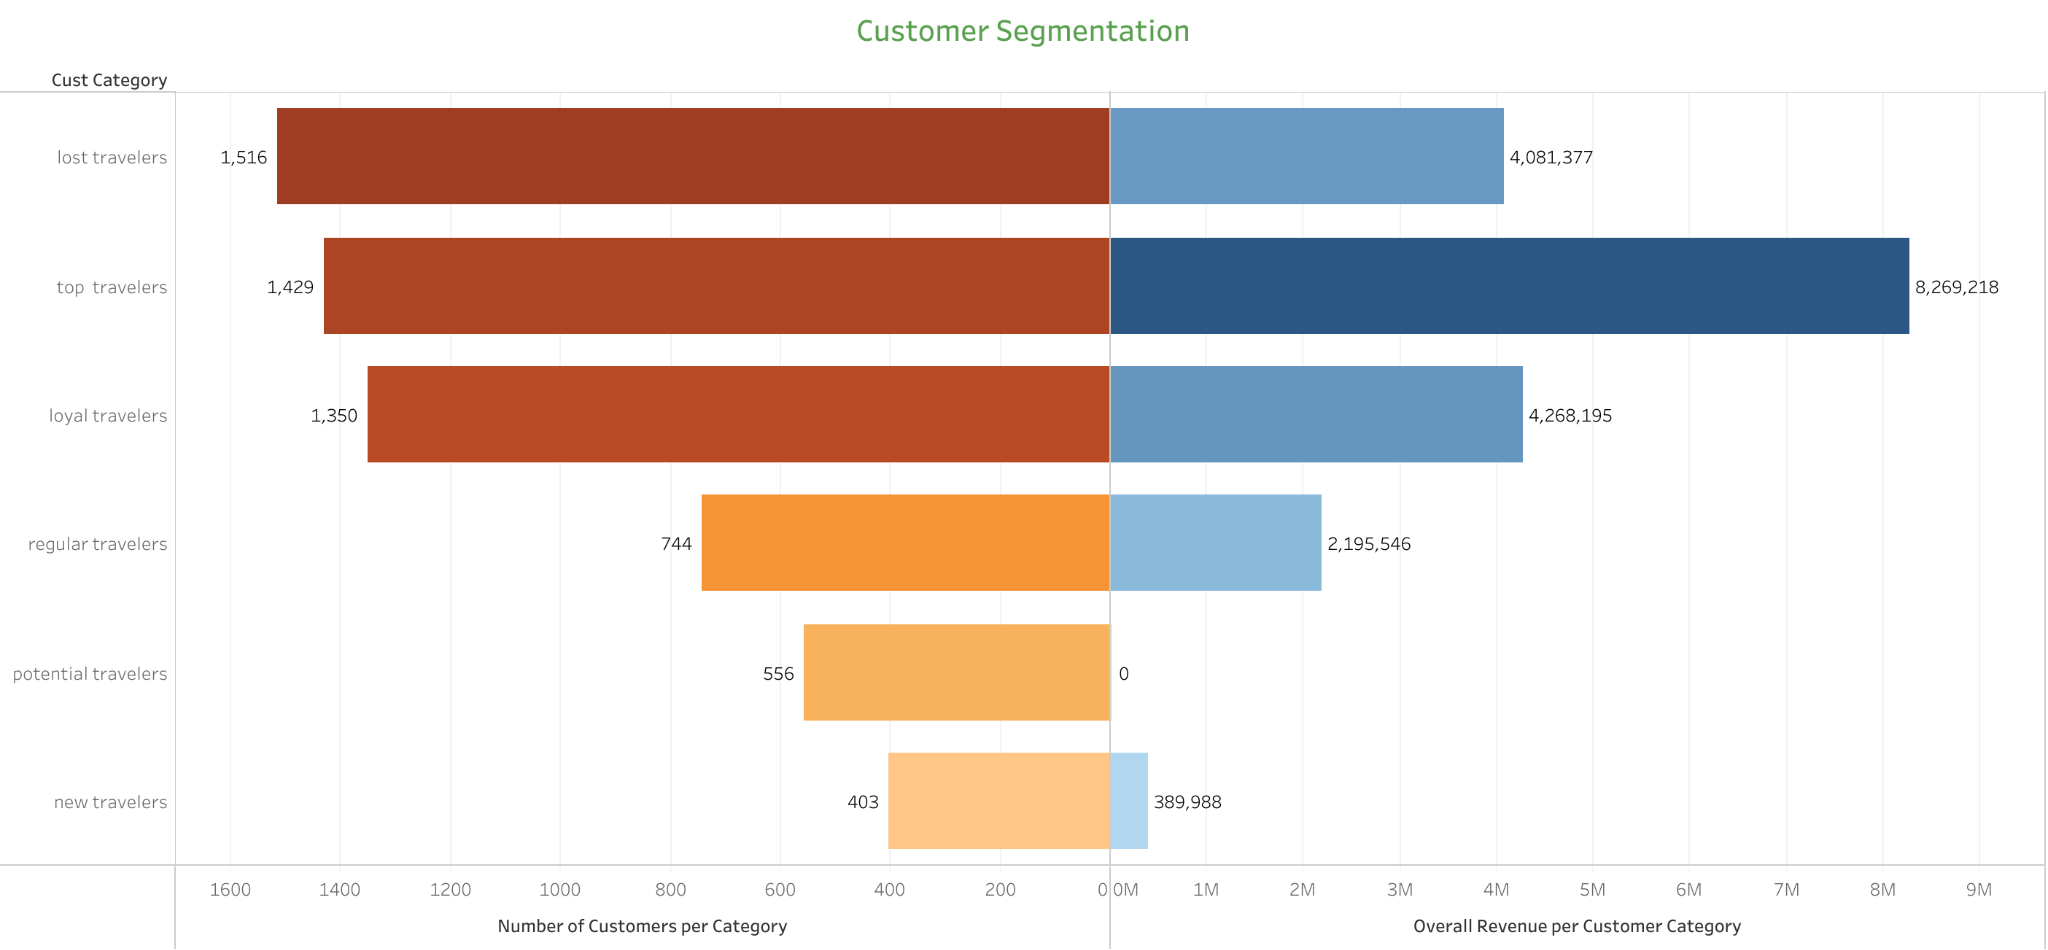 Customer Segmentation
Cust Category
lost travelers 1,516 4,081,377
top  travelers 1,429 8,269,218
loyal travelers 1,350 4,268,195
regular travelers 744 2,195,546
potential travelers 556 0
new travelers 403 389,988
1600 1400 1200 1000 800 600 400 200 0 0M 1M 2M 3M 4M 5M 6M 7M 8M 9M
Number of Customers per Category Overall Revenue per Customer Category